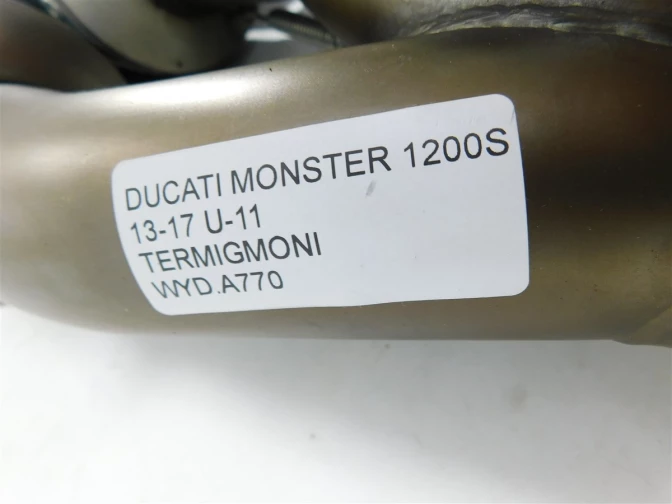 DUCATI MONSTER 1200S
13-17 U-11
TERMIGMONI
WYD.A770